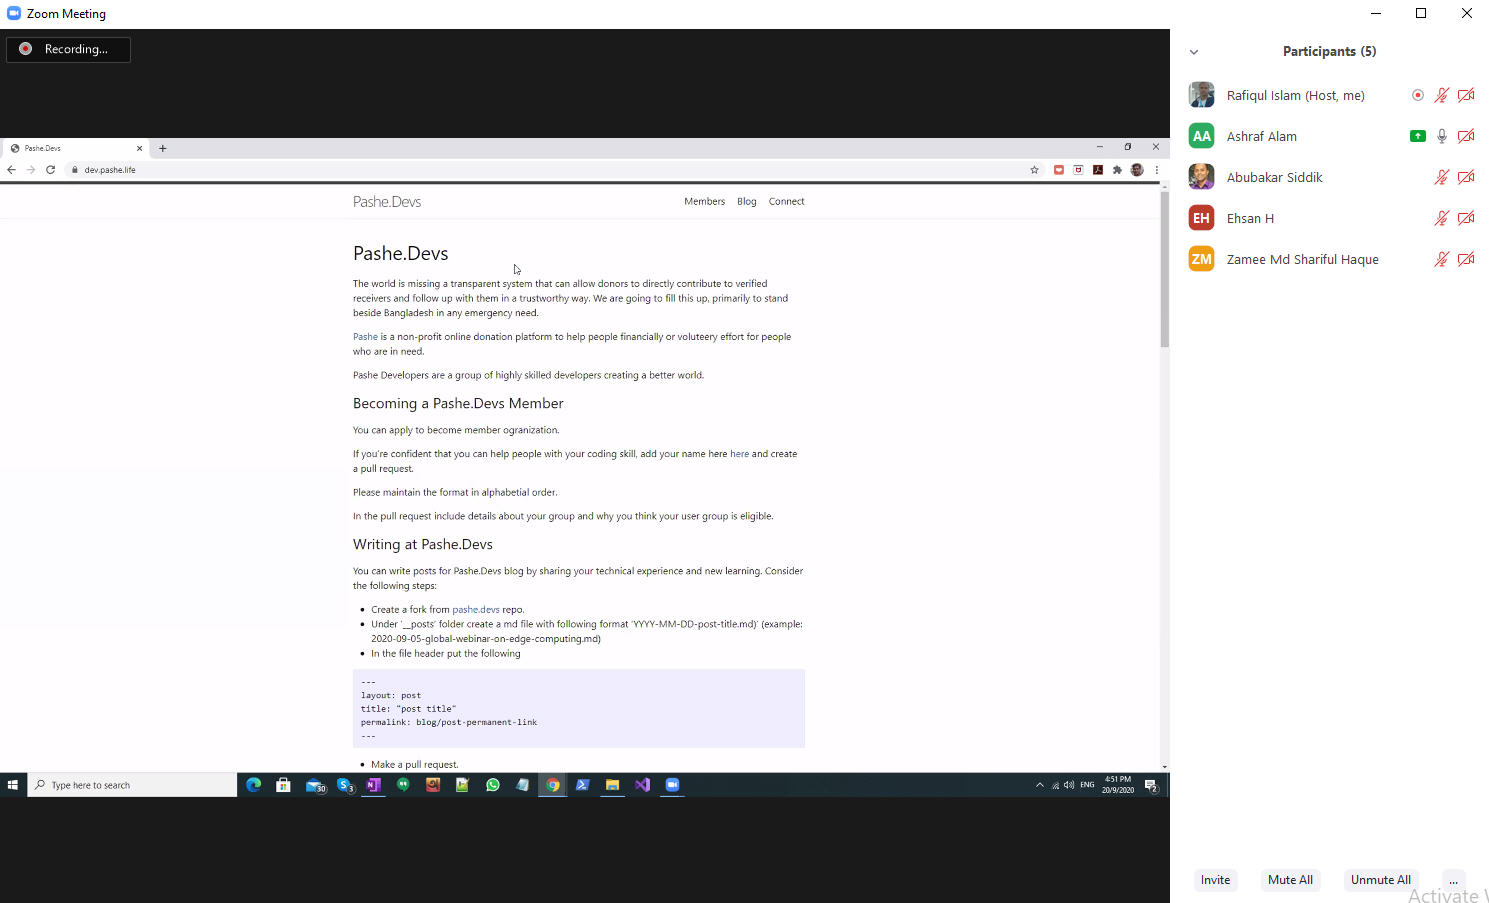 Zoom Meeting
Recording...
Pashe.Devs
dev.pashe.life
Pashe.Devs
Members Blog Connect
Pashe.Devs
The world is missing a transparent system that can allow donors to directly contribute to verified
receivers and follow up with them in a trustworthy way. We are going to fill this up, primarily to stand
beside Bangladesh in any emergency need.
Pashe is a non-profit online donation platform to help people financially or voluteery effort for people
who are in need.
Pashe Developers are a group of highly skilled developers creating a better world.
Becoming a Pashe.Devs Member
You can apply to become member ogranization.
If you're confident that you can help people with your coding skill, add your name here here and create
a pull request.
Please maintain the format in alphabetial order.
In the pull request include details about your group and why you think your user group is eligible.
Writing at Pashe.Devs
You can write posts for Pashe.Devs blog by sharing your technical experience and new learning. Consider
the following steps:
• Create a fork from pashe.devs repo.
• Under '__posts' folder create a md file with following format 'YYYY-MM-DD-post-title.md)' (example:
2020-09-05-global-webinar-on-edge-computing.md)
• In the file header put the following
---
layout: post
title: "post title"
permalink: blog/post-permanent-link
---
• Make a pull request.
Type here to search
30
3
ENG
4:51 PM
20/9/2020
2
Participants (5)
Rafiqul Islam (Host, me)
AA Ashraf Alam
Abubakar Siddik
EH Ehsan H
ZM Zamee Md Shariful Haque
Invite Mute All Unmute All ...
Activate